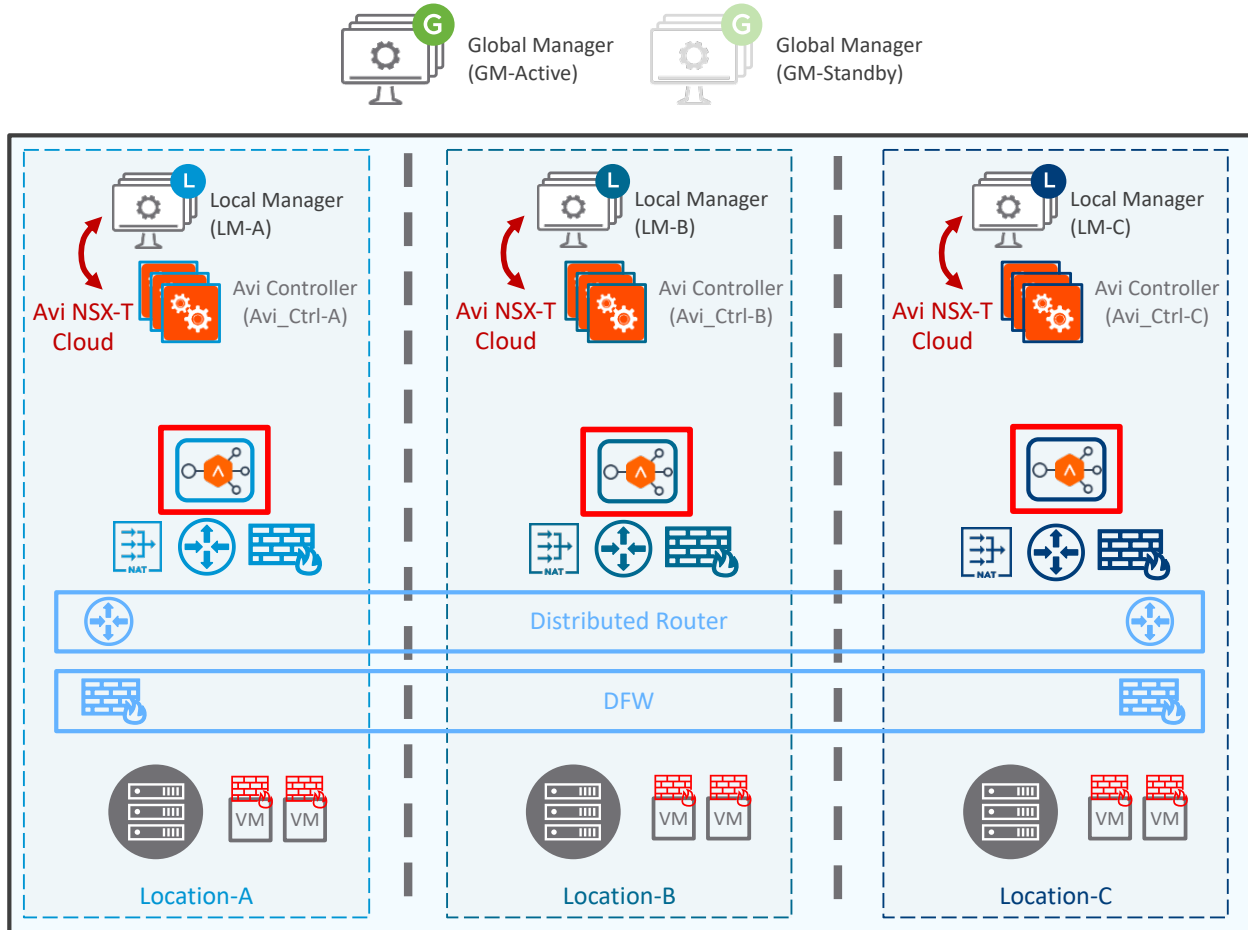 G
Global Manager
(GM-Active)
G
Global Manager
(GM-Standby)
L
Local Manager
(LM-A)
Avi NSX-T
Cloud
Avi Controller
(Avi_Ctrl-A)
L
Local Manager
(LM-B)
Avi NSX-T
Cloud
Avi Controller
(Avi_Ctrl-B)
L
Local Manager
(LM-C)
Avi NSX-T
Cloud
Avi Controller
(Avi_Ctrl-C)
NAT
NAT
NAT
Distributed Router
DFW
VM
VM
VM
VM
VM
VM
Location-A
Location-B
Location-C